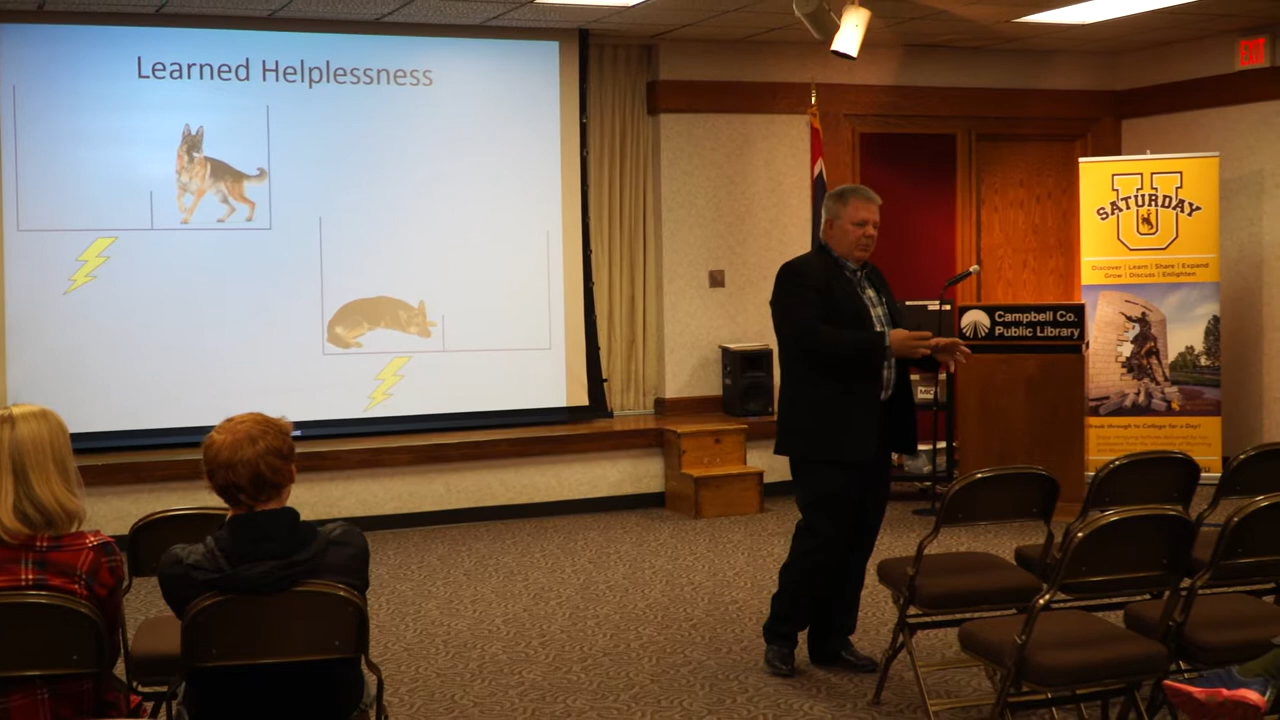 Learned Helplessness
EXIT
U
SATURDAY
Discover | Learn | Share | Expand
Grow | Discuss | Enlighten
Campbell Co.
Public Library
MIC
Break through to College for a Day!